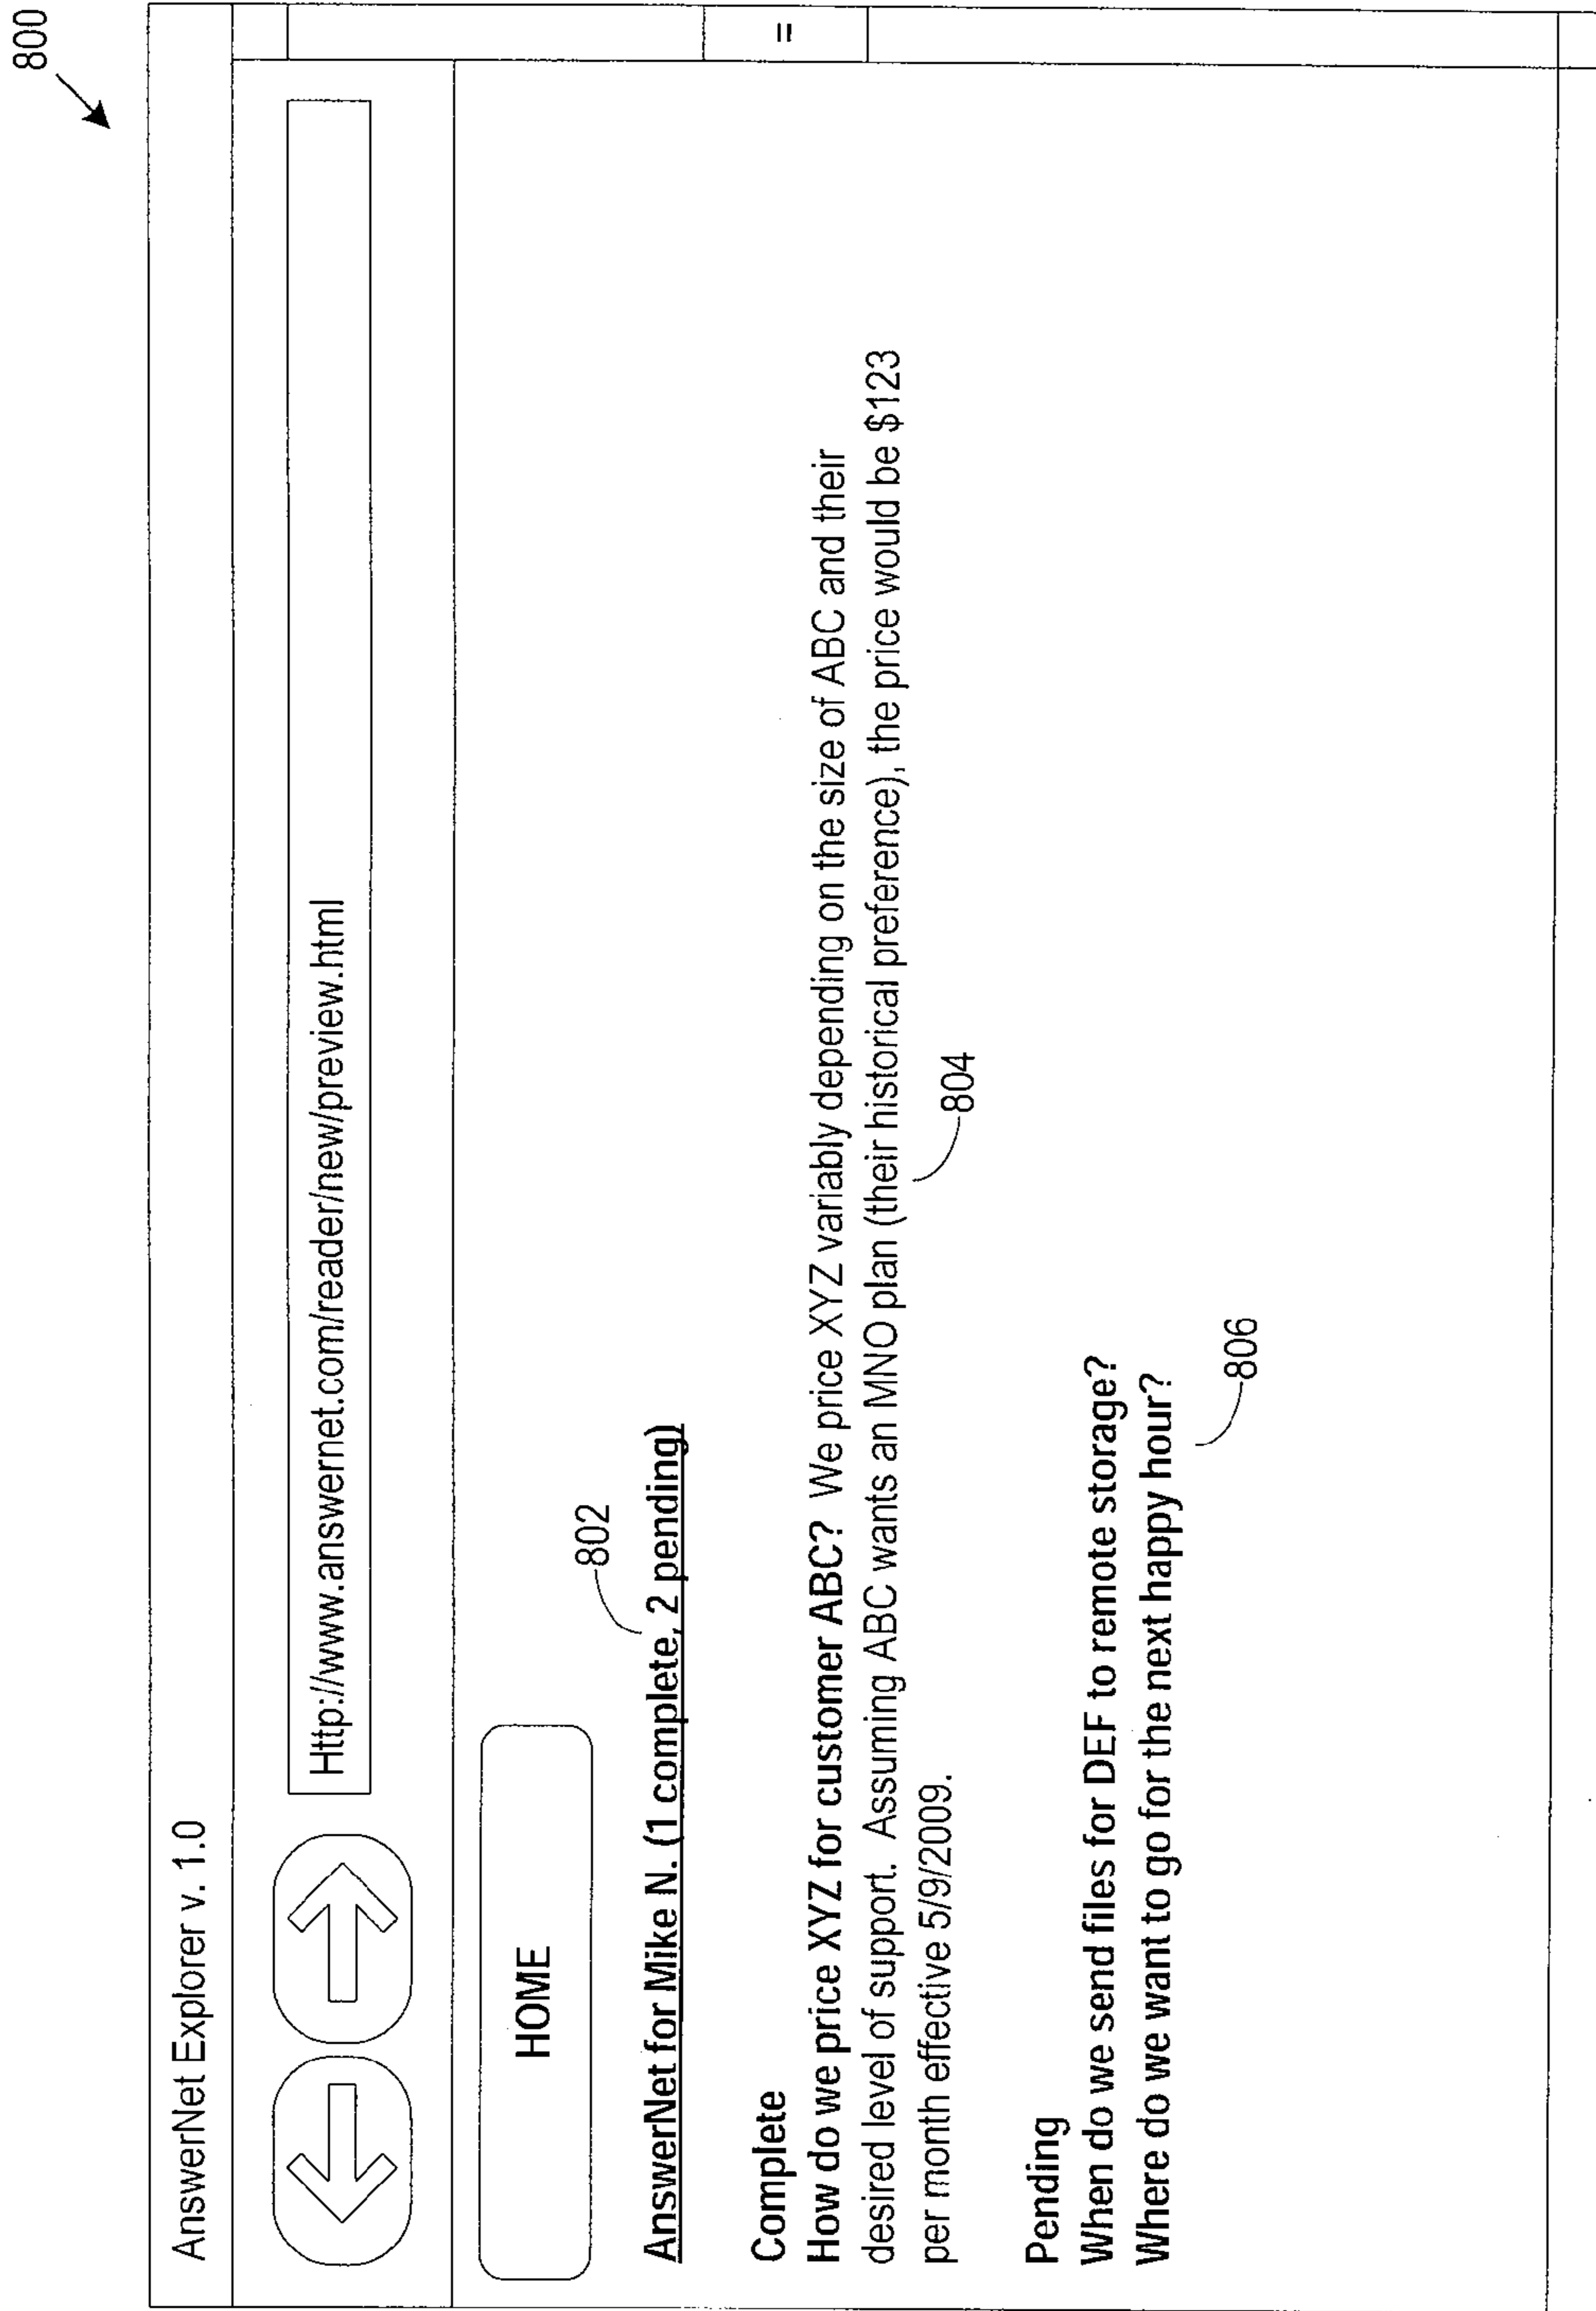 800
AnswerNet Explorer v. 1.0
Http://www.answernet.com/reader/new/preview.html
=
HOME
802
AnswerNet for Mike N. (1 complete, 2 pending)
Complete
How do we price XYZ for customer ABC? We price XYZ variably depending on the size of ABC and their
desired level of support. Assuming ABC wants an MNO plan (their historical preference), the price would be $123
per month effective 5/9/2009.
804
Pending
When do we send files for DEF to remote storage?
Where do we want to go for the next happy hour?
806